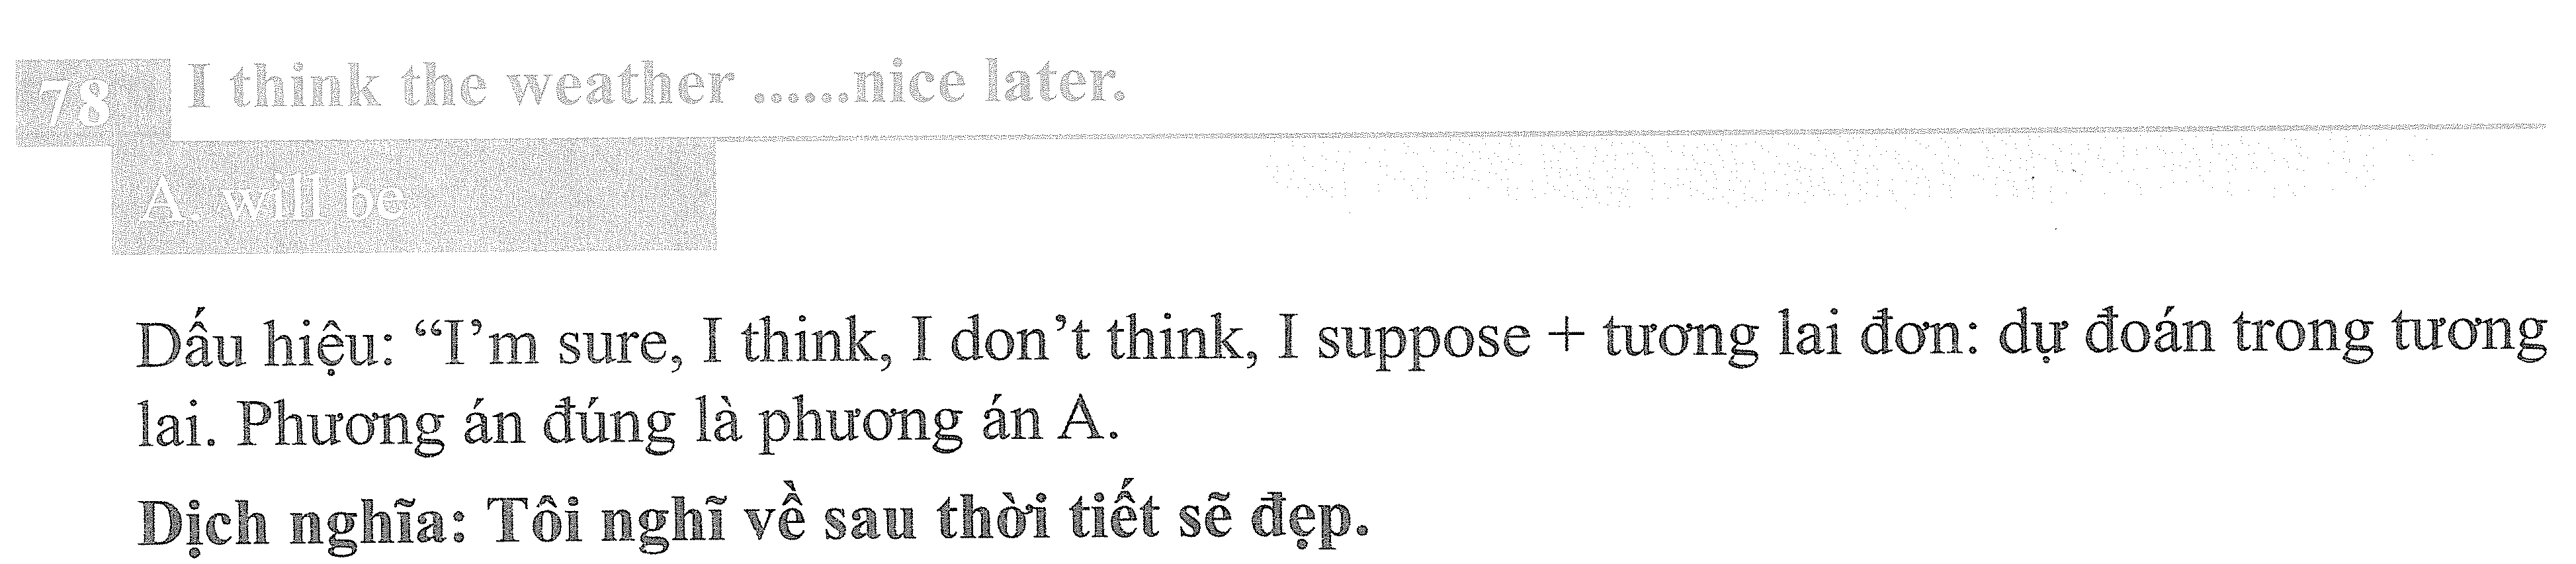 78 I think the weather ......nice later.
A. will be
Dấu hiệu: “I’m sure, I think, I don’t think, I suppose + tương lai đơn: dự đoán trong tương
lai. Phương án đúng là phương án A.
Dịch nghĩa: Tôi nghĩ về sau thời tiết sẽ đẹp.